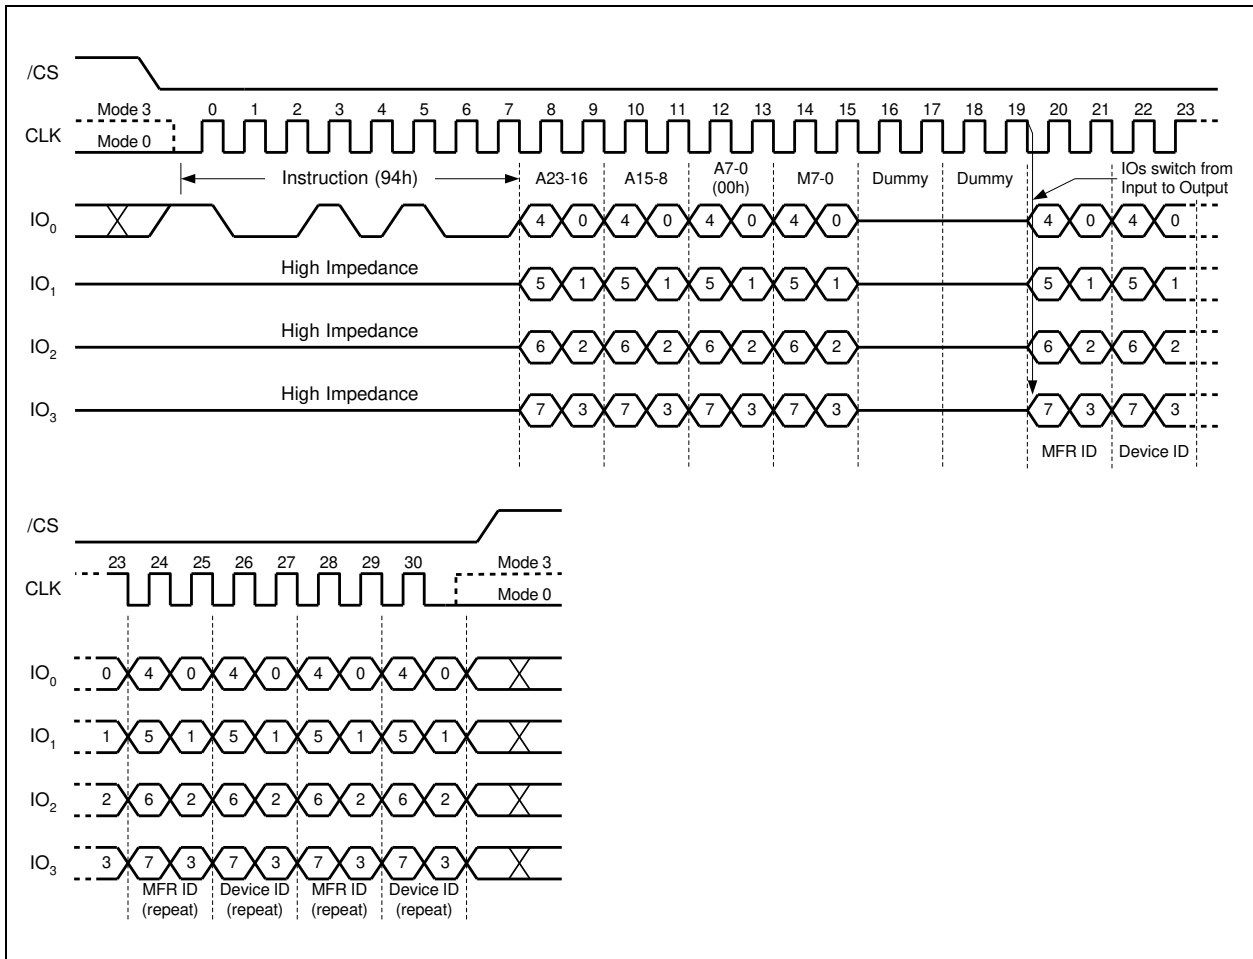 /CS
Mode 3
0 1 2 3 4 5 6 7 8 9 10 11 12 13 14 15 16 17 18 19 20 21 22 23
CLK
Mode 0
Instruction (94h)
A23-16
A15-8
A7-0
(00h)
M7-0
Dummy
Dummy
IOs switch from
Input to Output
IO0
4 0 4 0 4 0 4 0 4 0 4 0
High Impedance
IO1
5 1 5 1 5 1 5 1 5 1 5 1
High Impedance
IO2
6 2 6 2 6 2 6 2 6 2 6 2
High Impedance
IO3
7 3 7 3 7 3 7 3 7 3 7 3
MFR ID
Device ID
/CS
23 24 25 26 27 28 29 30
Mode 3
CLK
Mode 0
IO0
0 4 0 4 0 4 0 4 0
IO1
1 5 1 5 1 5 1 5 1
IO2
2 6 2 6 2 6 2 6 2
IO3
3 7 3 7 3 7 3 7 3
MFR ID
(repeat)
Device ID
(repeat)
MFR ID
(repeat)
Device ID
(repeat)